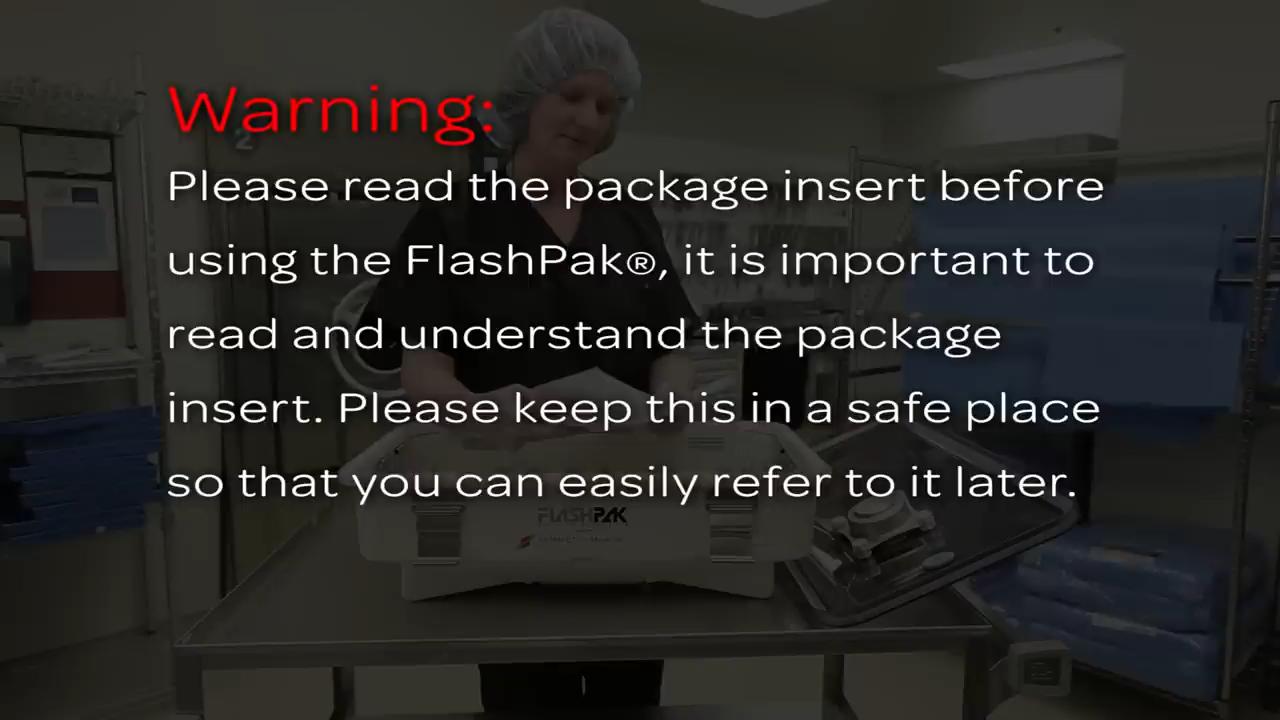 Warning:
Please read the package insert before
using the FlashPak®, it is important to
read and understand the package
insert. Please keep this in a safe place
so that you can easily refer to it later.
FLASHPAK
2